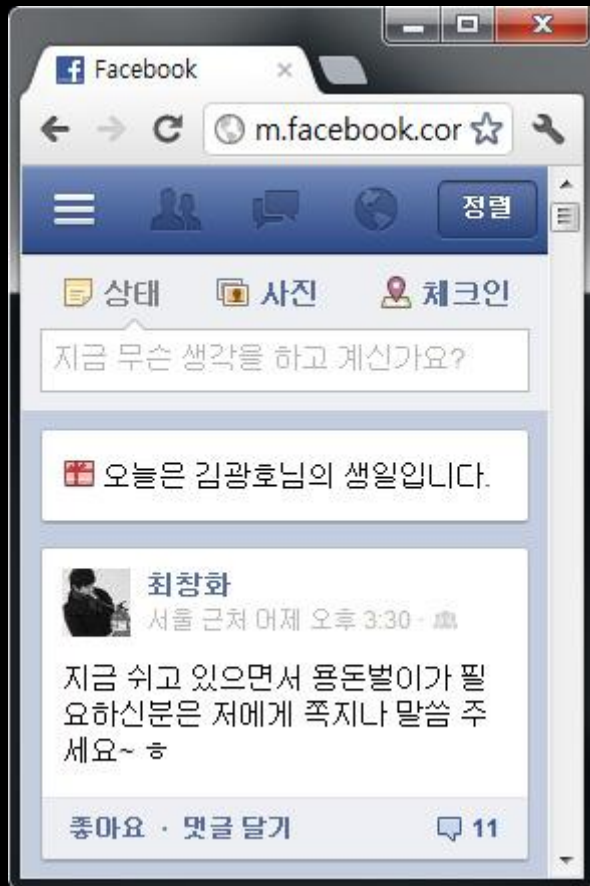 Facebook
m.facebook.cor
정렬
상태 사진 체크인
지금 무슨 생각을 하고 계신가요?
오늘은 김광호님의 생일입니다.
최창화
서울 근처 어제 오후 3:30 ·
지금 쉬고 있으면서 용돈벌이가 필
요하신분은 저에게 쪽지나 말씀 주
세요~ ㅎ
좋아요 · 댓글 달기 11